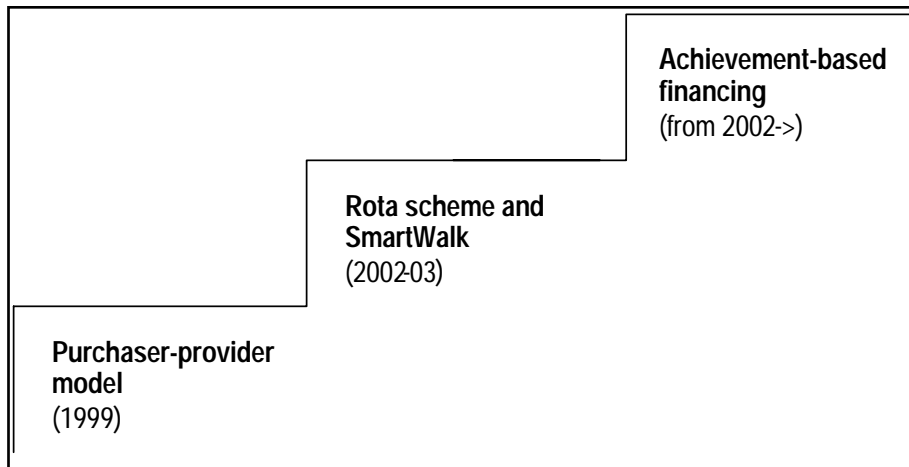 Achievement-based
financing
(from 2002->)
Rota scheme and
SmartWalk
(2002-03)
Purchaser-provider
model
(1999)